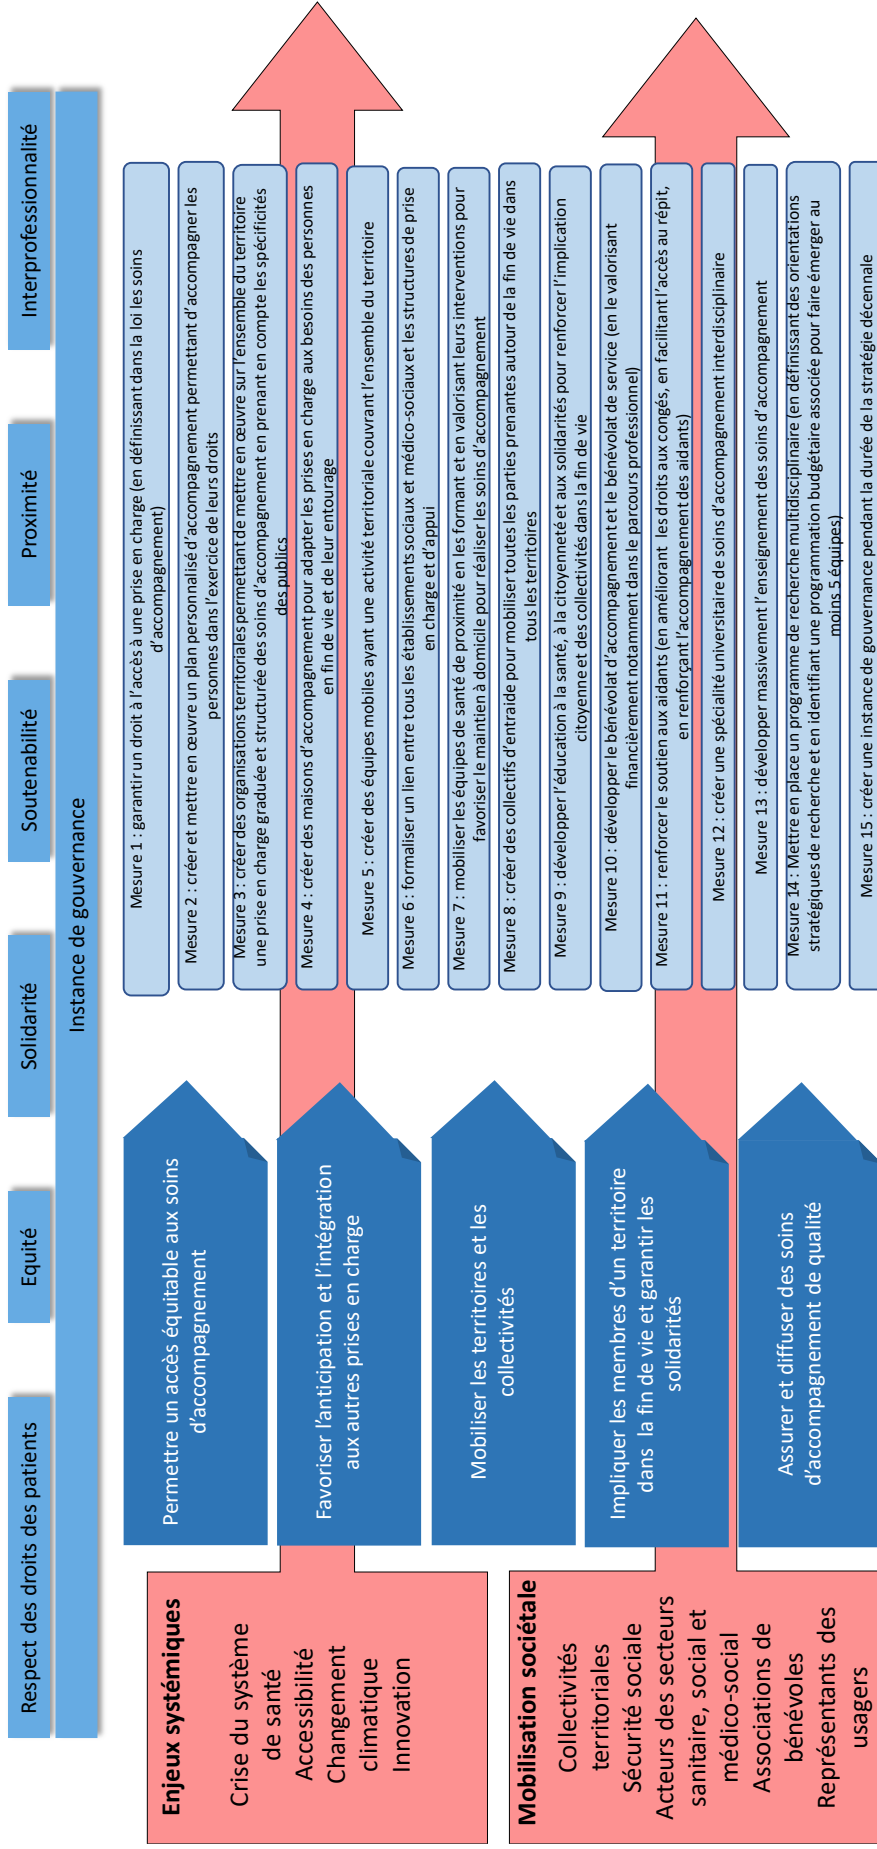 Respect des droits des patients
Equité
Solidarité
Soutenabilité
Proximité
Interprofessionnalité
Instance de gouvernance
Enjeux systémiques
Crise du système
de santé
Accessibilité
Changement
climatique
Innovation
Mobilisation sociétale
Collectivités
territoriales
Sécurité sociale
Acteurs des secteurs
sanitaire, social et
médico-social
Associations de
bénévoles
Représentants des
usagers
Permettre un accès équitable aux soins
d’accompagnement
Favoriser l’anticipation et l’intégration
aux autres prises en charge
Mobiliser les territoires et les
collectivités
Impliquer les membres d’un territoire
dans la fin de vie et garantir les
solidarités
Assurer et diffuser des soins
d’accompagnement de qualité
Mesure 1 : garantir un droit à l’accès à une prise en charge (en définissant dans la loi les soins
d’accompagnement)
Mesure 2 : créer et mettre en œuvre un plan personnalisé d’accompagnement permettant d’accompagner les
personnes dans l’exercice de leurs droits
Mesure 3 : créer des organisations territoriales permettant de mettre en œuvre sur l’ensemble du territoire
une prise en charge graduée et structurée des soins d’accompagnement en prenant en compte les spécificités
des publics
Mesure 4 : créer des maisons d’accompagnement pour adapter les prises en charge aux besoins des personnes
en fin de vie et de leur entourage
Mesure 5 : créer des équipes mobiles ayant une activité territoriale couvrant l’ensemble du territoire
Mesure 6 : formaliser un lien entre tous les établissements sociaux et médico-sociaux et les structures de prise
en charge et d’appui
Mesure 7 : mobiliser les équipes de santé de proximité en les formant et en valorisant leurs interventions pour
favoriser le maintien à domicile pour réaliser les soins d’accompagnement
Mesure 8 : créer des collectifs d’entraide pour mobiliser toutes les parties prenantes autour de la fin de vie dans
tous les territoires
Mesure 9 : développer l’éducation à la santé, à la citoyenneté et aux solidarités pour renforcer l’implication
citoyenne et des collectivités dans la fin de vie
Mesure 10 : développer le bénévolat d’accompagnement et le bénévolat de service (en le valorisant
financièrement notamment dans le parcours professionnel)
Mesure 11 : renforcer le soutien aux aidants (en améliorant les droits aux congés, en facilitant l’accès au répit,
en renforçant l’accompagnement des aidants)
Mesure 12 : créer une spécialité universitaire de soins d’accompagnement interdisciplinaire
Mesure 13 : développer massivement l’enseignement des soins d’accompagnement
Mesure 14 : Mettre en place un programme de recherche multidisciplinaire (en définissant des orientations
stratégiques de recherche et en identifiant une programmation budgétaire associée pour faire émerger au
moins 5 équipes)
Mesure 15 : créer une instance de gouvernance pendant la durée de la stratégie décennale